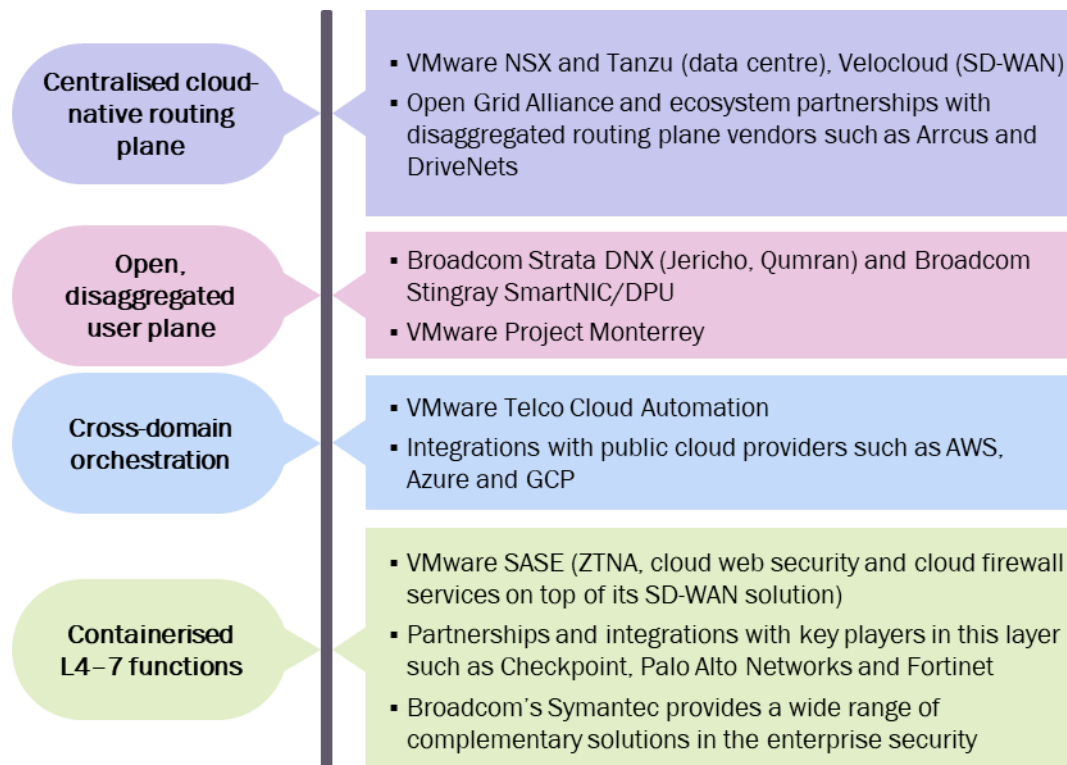 Centralised cloud-
native routing
plane
▪ VMware NSX and Tanzu (data centre), Velocloud (SD-WAN)
▪ Open Grid Alliance and ecosystem partnerships with
disaggregated routing plane vendors such as Arrcus and
DriveNets
Open,
disaggregated
user plane
▪ Broadcom Strata DNX (Jericho, Qumran) and Broadcom
Stingray SmartNIC/DPU
▪ VMware Project Monterrey
Cross-domain
orchestration
▪ VMware Telco Cloud Automation
▪ Integrations with public cloud providers such as AWS,
Azure and GCP
Containerised
L4–7 functions
▪ VMware SASE (ZTNA, cloud web security and cloud firewall
services on top of its SD-WAN solution)
▪ Partnerships and integrations with key players in this layer
such as Checkpoint, Palo Alto Networks and Fortinet
▪ Broadcom's Symantec provides a wide range of
complementary solutions in the enterprise security